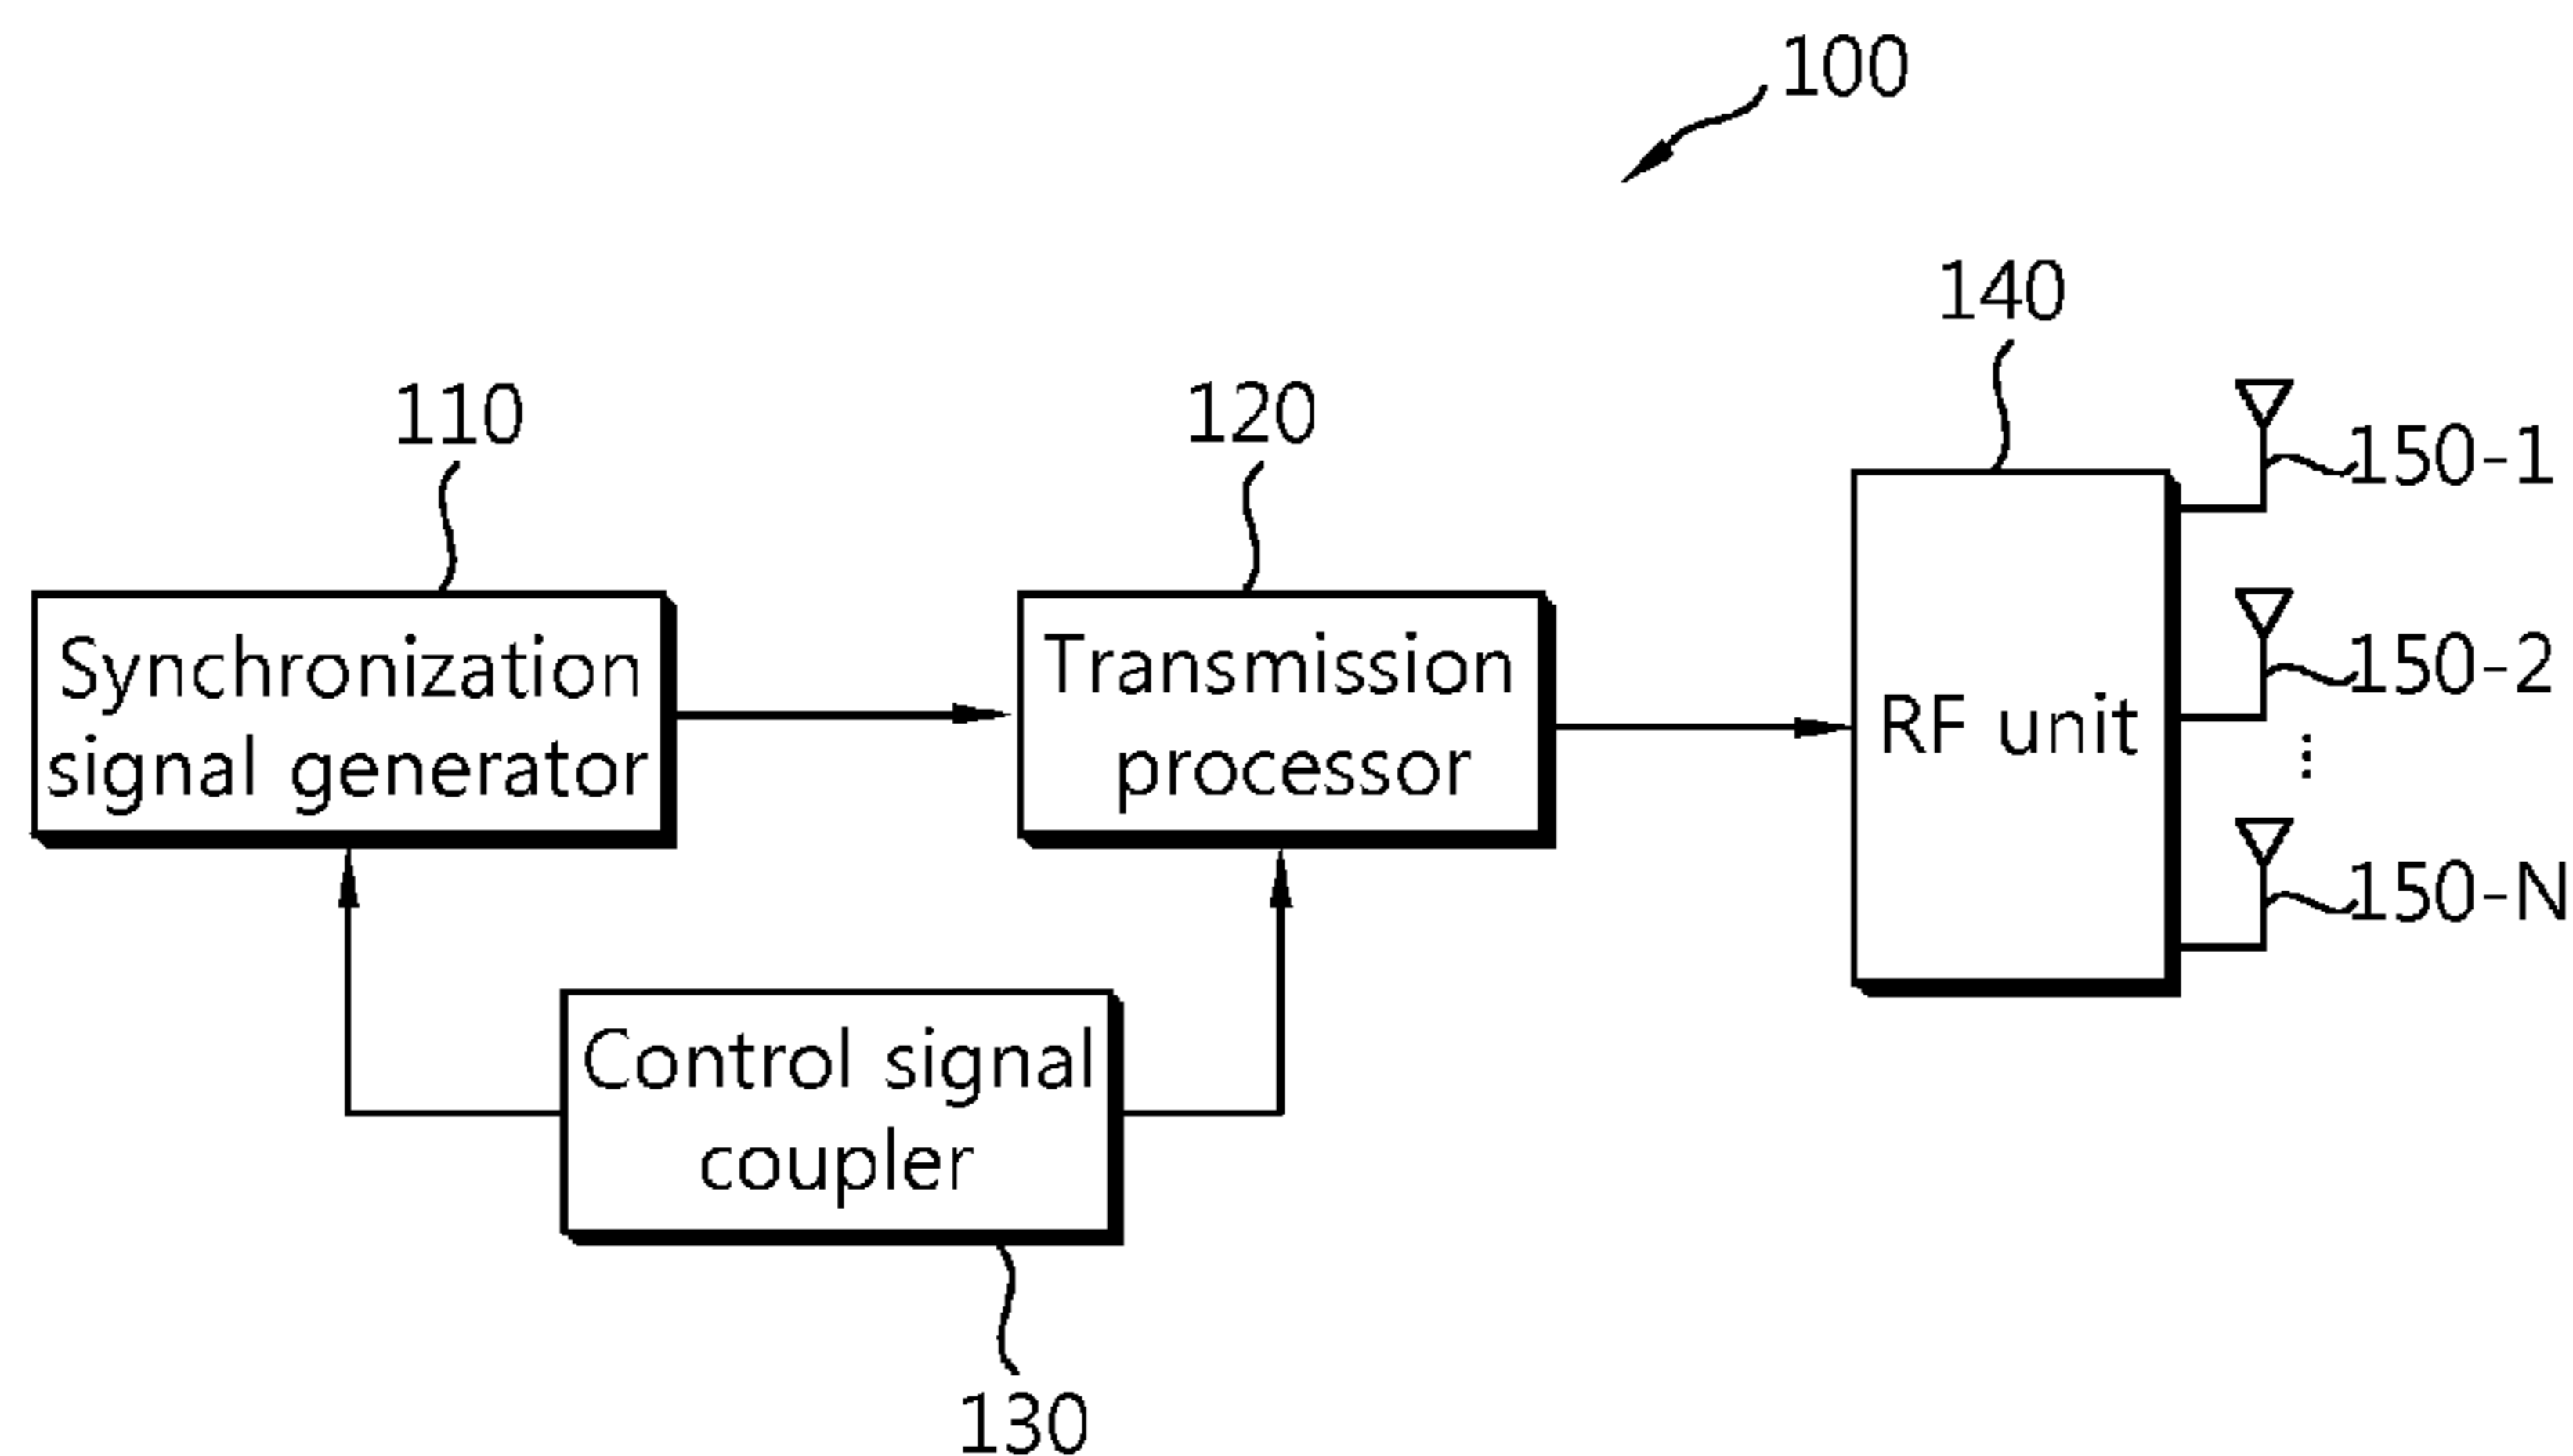 100
140
110
120
150-1
Synchronization
signal generator
Transmission
processor
RF unit
150-2
150-N
Control signal
coupler
130